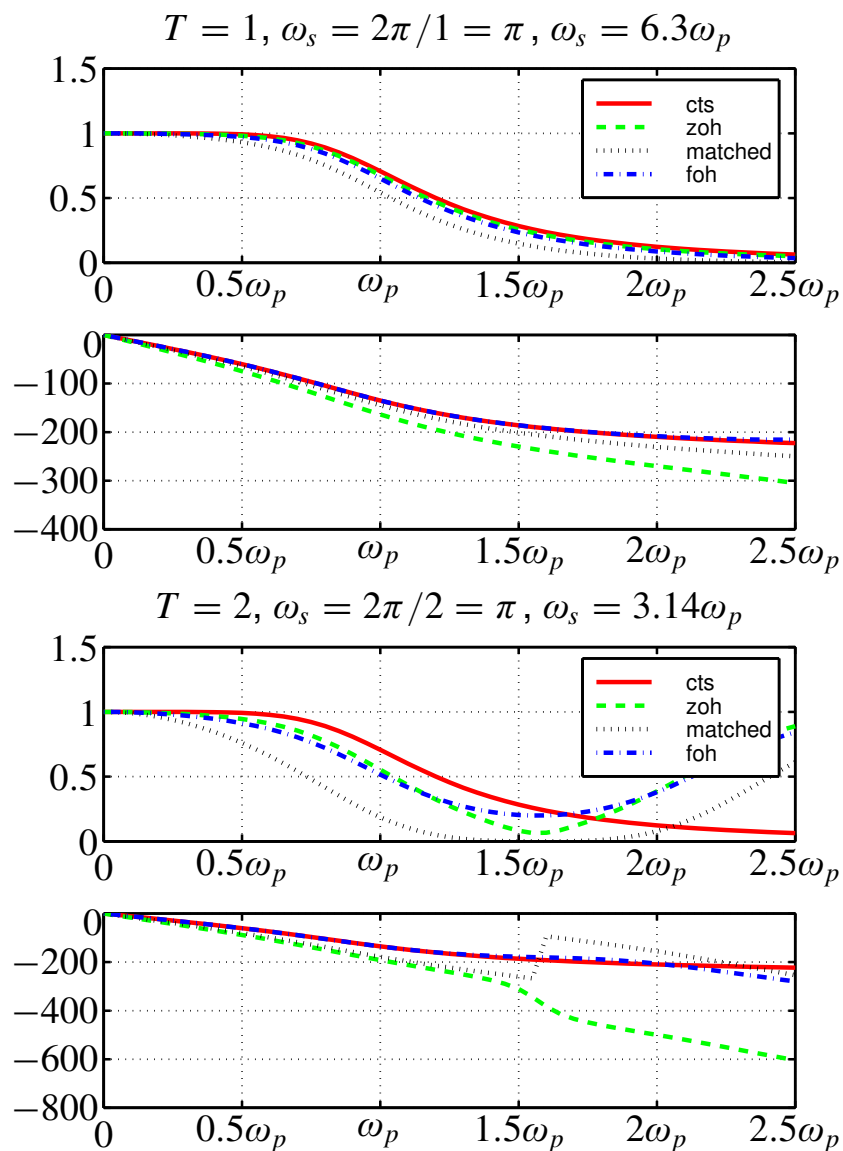 T = 1, ω_s = 2π/1 = π, ω_s = 6.3ω_p
1.5
1
0.5
0
cts
zoh
matched
foh
0 0.5ω_p ω_p 1.5ω_p 2ω_p 2.5ω_p
0
−100
−200
−300
−400
0 0.5ω_p ω_p 1.5ω_p 2ω_p 2.5ω_p
T = 2, ω_s = 2π/2 = π, ω_s = 3.14ω_p
1.5
1
0.5
0
cts
zoh
matched
foh
0 0.5ω_p ω_p 1.5ω_p 2ω_p 2.5ω_p
0
−200
−400
−600
−800
0 0.5ω_p ω_p 1.5ω_p 2ω_p 2.5ω_p